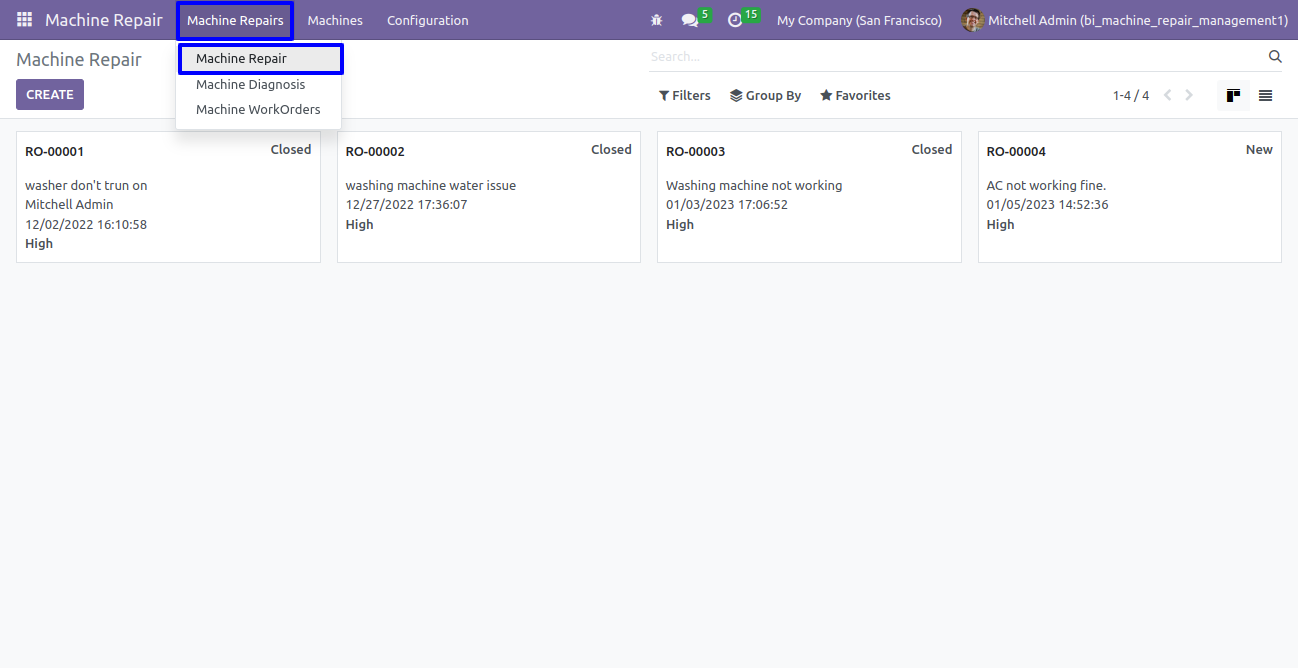 Machine Repair Machine Repairs Machines Configuration 5 15 My Company (San Francisco) Mitchell Admin (bi_machine_repair_management1)
Machine Repair
Machine Repair
Search...
CREATE
Machine Diagnosis
Machine WorkOrders
Filters Group By Favorites 1-4 / 4
RO-00001 Closed
washer don't trun on
Mitchell Admin
12/02/2022 16:10:58
High
RO-00002 Closed
washing machine water issue
12/27/2022 17:36:07
High
RO-00003 Closed
Washing machine not working
01/03/2023 17:06:52
High
RO-00004 New
AC not working fine.
01/05/2023 14:52:36
High